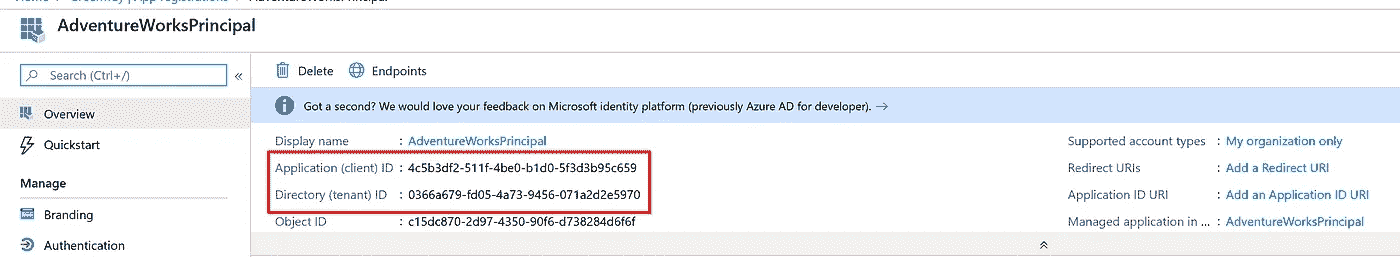 AdventureWorksPrincipal
Search (Ctrl+/)
«
Delete
Endpoints
Got a second? We would love your feedback on Microsoft identity platform (previously Azure AD for developer). →
Overview
Quickstart
Manage
Branding
Authentication
Display name : AdventureWorksPrincipal
Application (client) ID : 4c5b3df2-511f-4be0-b1d0-5f3d3b95c659
Directory (tenant) ID : 0366a679-fd05-4a73-9456-071a2d2e5970
Object ID : c15dc870-2d97-4350-90f6-d738284d6f6f
Supported account types : My organization only
Redirect URIs : Add a Redirect URI
Application ID URI : Add an Application ID URI
Managed application in ... : AdventureWorksPrincipal